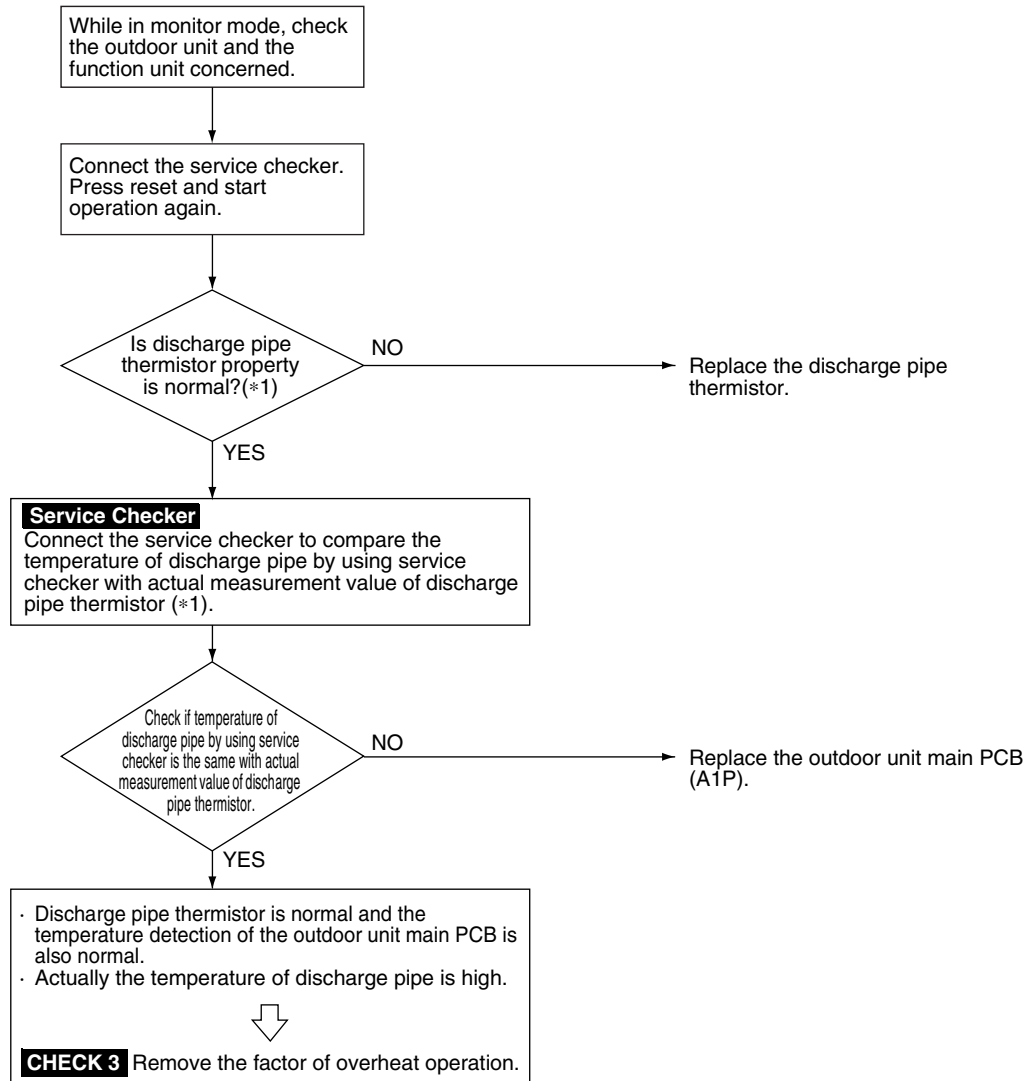 While in monitor mode, check
the outdoor unit and the
function unit concerned.
Connect the service checker.
Press reset and start
operation again.
Is discharge pipe
thermistor property
is normal?(*1)
NO
Replace the discharge pipe
thermistor.
YES
Service Checker
Connect the service checker to compare the
temperature of discharge pipe by using service
checker with actual measurement value of discharge
pipe thermistor (*1).
Check if temperature of
discharge pipe by using service
checker is the same with actual
measurement value of discharge
pipe thermistor.
NO
Replace the outdoor unit main PCB
(A1P).
YES
· Discharge pipe thermistor is normal and the
temperature detection of the outdoor unit main PCB is
also normal.
· Actually the temperature of discharge pipe is high.
CHECK 3 Remove the factor of overheat operation.